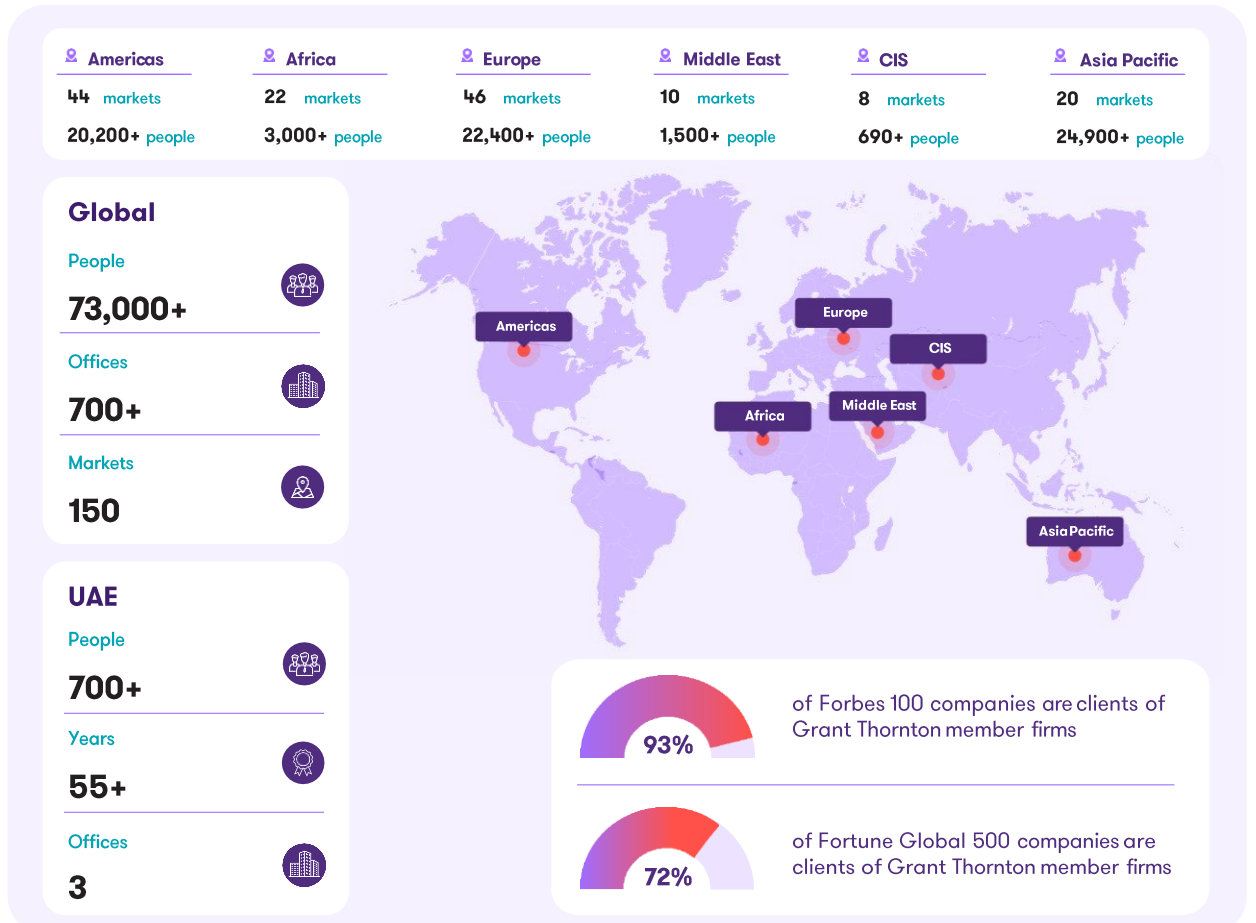 Americas
44 markets
20,200+ people
Africa
22 markets
3,000+ people
Europe
46 markets
22,400+ people
Middle East
10 markets
1,500+ people
CIS
8 markets
690+ people
Asia Pacific
20 markets
24,900+ people
Global
People
73,000+
Offices
700+
Markets
150
UAE
People
700+
Years
55+
Offices
3
Americas
Europe
CIS
Middle East
Africa
Asia Pacific
93%
of Forbes 100 companies are clients of
Grant Thornton member firms
72%
of Fortune Global 500 companies are
clients of Grant Thornton member firms